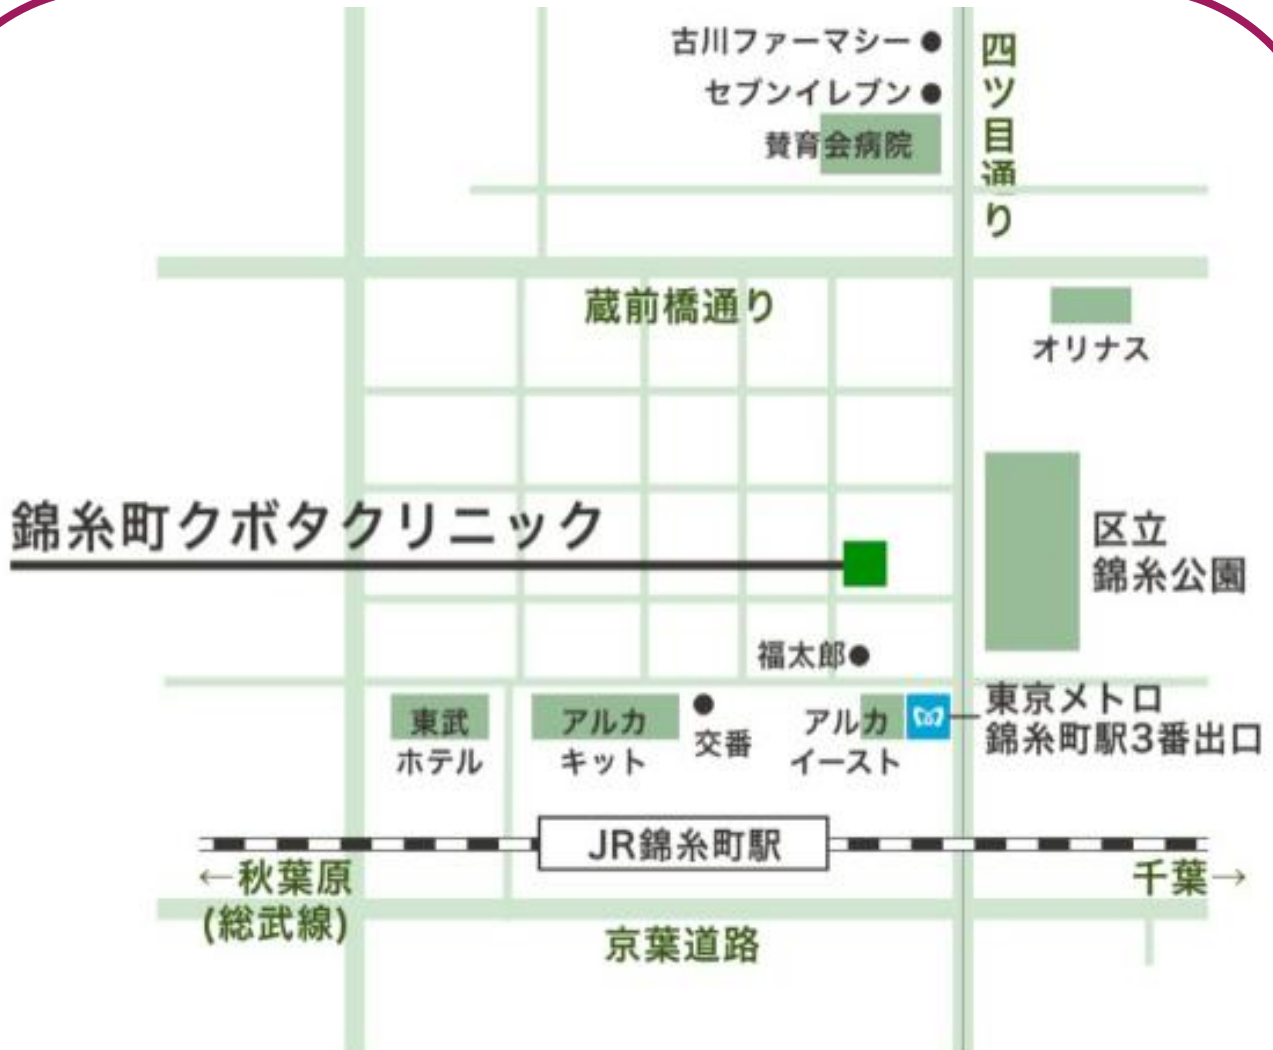 古川ファーマシー
セブンイレブン
賛育会病院
四ツ目通り
蔵前橋通り
オリナス
錦糸町クボタクリニック
区立
錦糸公園
福太郎
東武
ホテル
アルカ
キット
交番
アルカ
イースト
東京メトロ
錦糸町駅3番出口
JR錦糸町駅
←秋葉原
(総武線)
千葉→
京葉道路